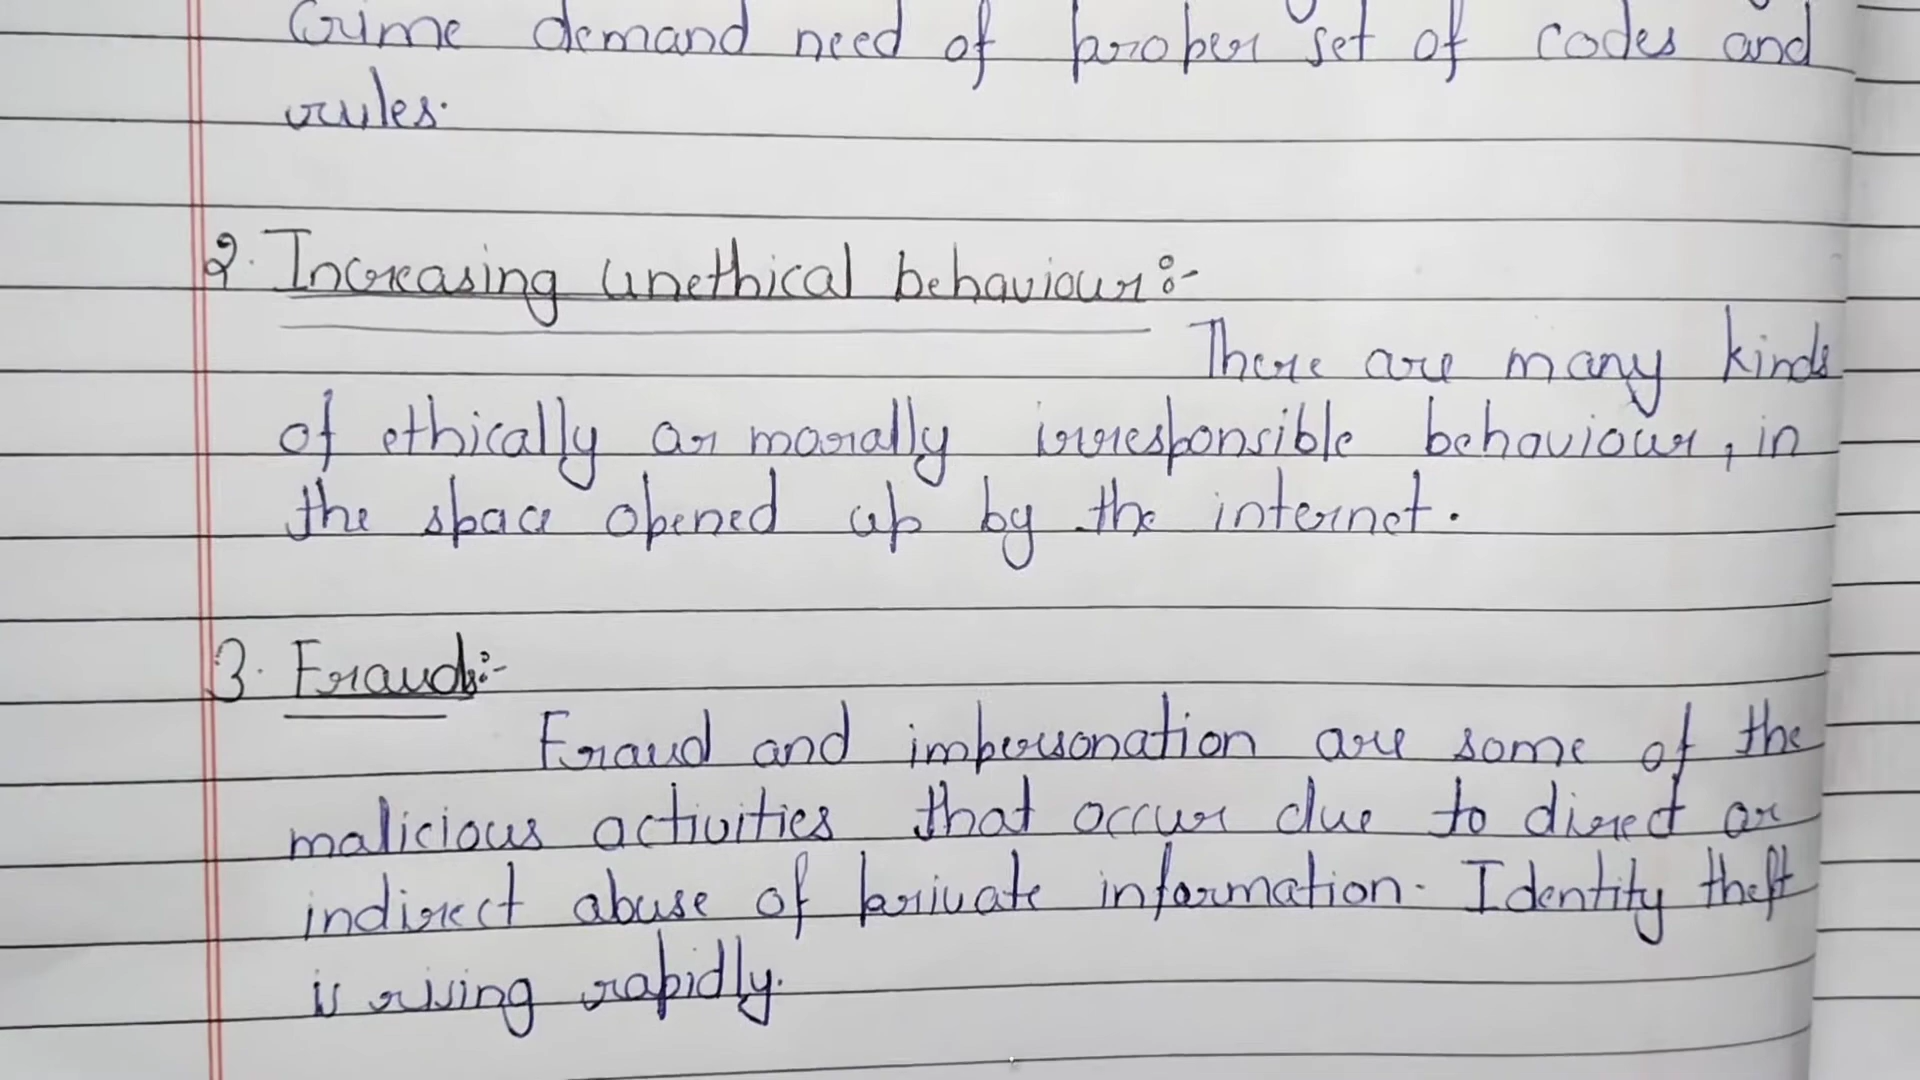 Crime demand need of proper set of codes and
rules.
2. Increasing unethical behaviour:-
There are many kinds
of ethically or morally irresponsible behaviour, in
the space opened up by the internet.
3. Frauds:-
Fraud and impersonation are some of the
malicious activities that occur due to direct or
indirect abuse of private information. Identity theft
is rising rapidly.